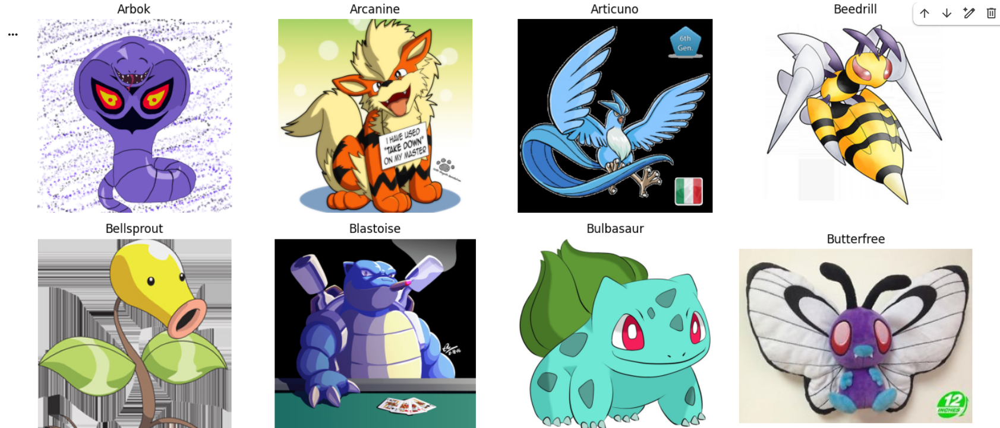 Arbok
Arcanine
Articuno
Beedrill
6th
Gen.
I HAVE USED
"TAKE DOWN"
ON MY MASTER
Bellsprout
Blastoise
Bulbasaur
Butterfree
12
INCHES